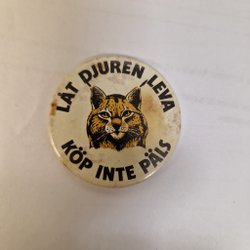 LÅT DJUREN LEVA
KÖP INTE PÄLS